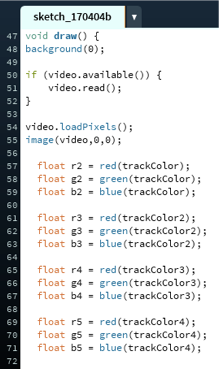 sketch_170404b ▼
47 void draw() {
48 background(0);
49
50 if (video.available()) {
51     video.read();
52 }
53
54 video.loadPixels();
55 image(video,0,0);
56
57   float r2 = red(trackColor);
58   float g2 = green(trackColor);
59   float b2 = blue(trackColor);
60
61   float r3 = red(trackColor2);
62   float g3 = green(trackColor2);
63   float b3 = blue(trackColor2);
64
65   float r4 = red(trackColor3);
66   float g4 = green(trackColor3);
67   float b4 = blue(trackColor3);
68
69   float r5 = red(trackColor4);
70   float g5 = green(trackColor4);
71   float b5 = blue(trackColor4);
72